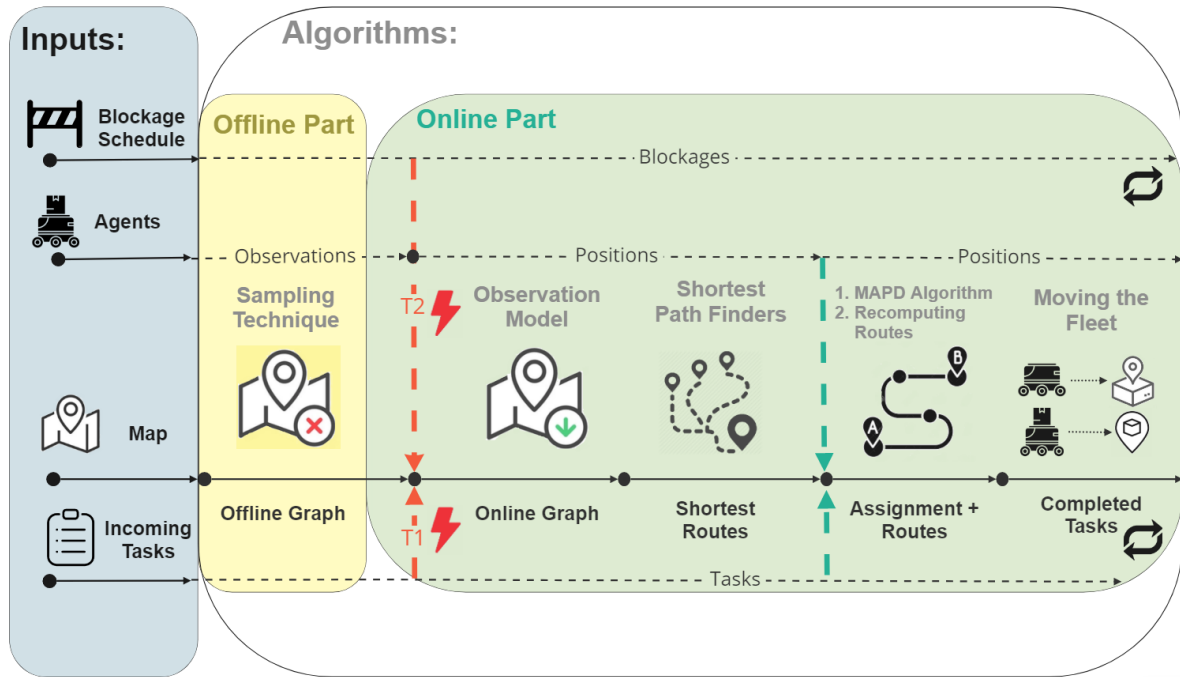 Inputs:
Algorithms:
Blockage
Schedule
Offline Part
Online Part
Blockages
Agents
Observations
Positions
Positions
Sampling
Technique
T2
Observation
Model
Shortest
Path Finders
1. MAPD Algorithm
2. Recomputing
Routes
Moving the
Fleet
B
A
Map
Offline Graph
T1
Online Graph
Shortest
Routes
Assignment +
Routes
Completed
Tasks
Incoming
Tasks
Tasks